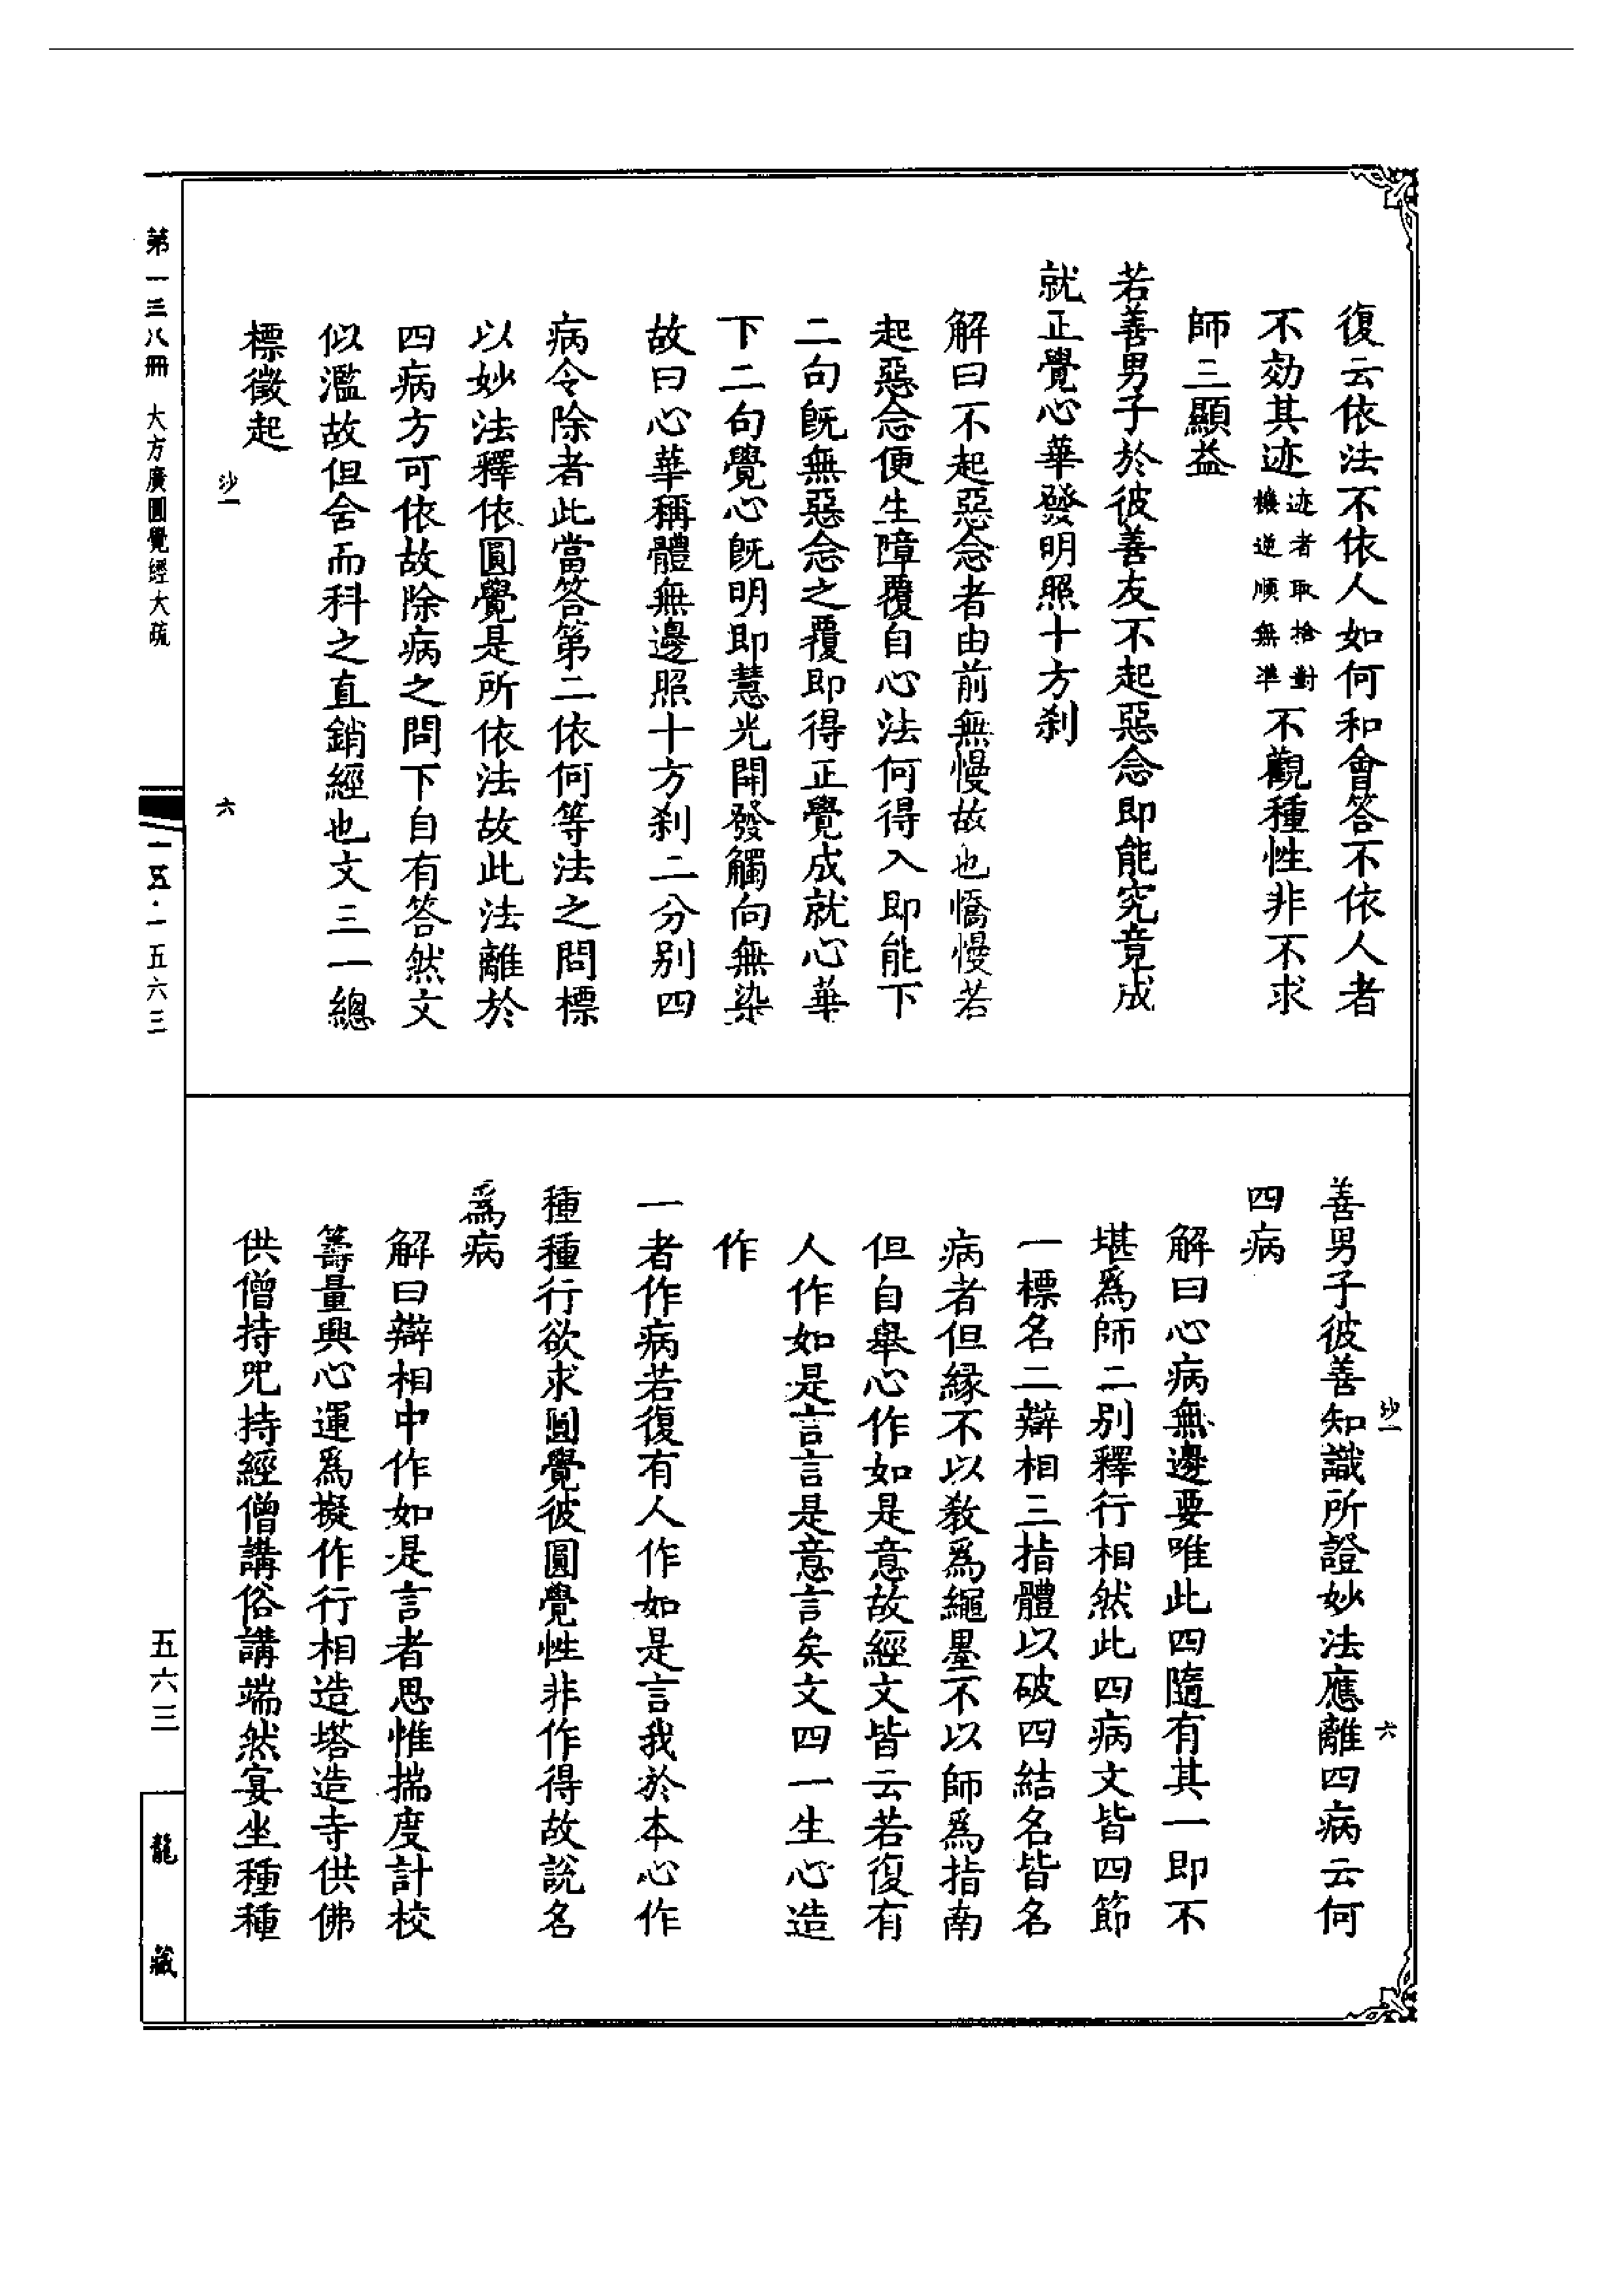 復云依法不依人如何和會答不依人者
不効其迹迹者取捨對機逆順無準不觀種性非不求
師三顯益
若善男子於彼善友不起惡念即能究竟成
就正覺心華發明照十方刹
解曰不起惡念者由前無慢故也憍慢若
起惡念便生障覆自心法何得入即能下
二句既無惡念之覆即得正覺成就心華
下二句覺心既明即慧光開發觸向無染
故曰心華稱體無邊照十方刹二分別四
病令除者此當答第二依何等法之問標
以妙法釋依圓覺是所依法故此法離於
四病方可依故除病之問下自有答然文
似濫故但舍而科之直銷經也文三一總
標徵起
沙一
六
善男子彼善知識所證妙法應離四病云何
四病
解曰心病無邊要唯此四隨有其一即不
堪爲師二別釋行相然此四病文皆四節
一標名二辯相三指體以破四結名皆名
病者但緣不以教爲繩墨不以師爲指南
但自舉心作如是意故經文皆云若復有
人作如是言言是意言矣文四一生心造
作
一者作病若復有人作如是言我於本心作
種種行欲求圓覺彼圓覺性非作得故說名
爲病
解曰辯相中作如是言者思惟揣度計校
籌量興心運爲擬作行相造塔造寺供佛
供僧持咒持經僧講俗講端然宴坐種種
沙一
六
第一三八冊 大方廣圓覺經大疏
一五·一五六三
五六三
龍藏